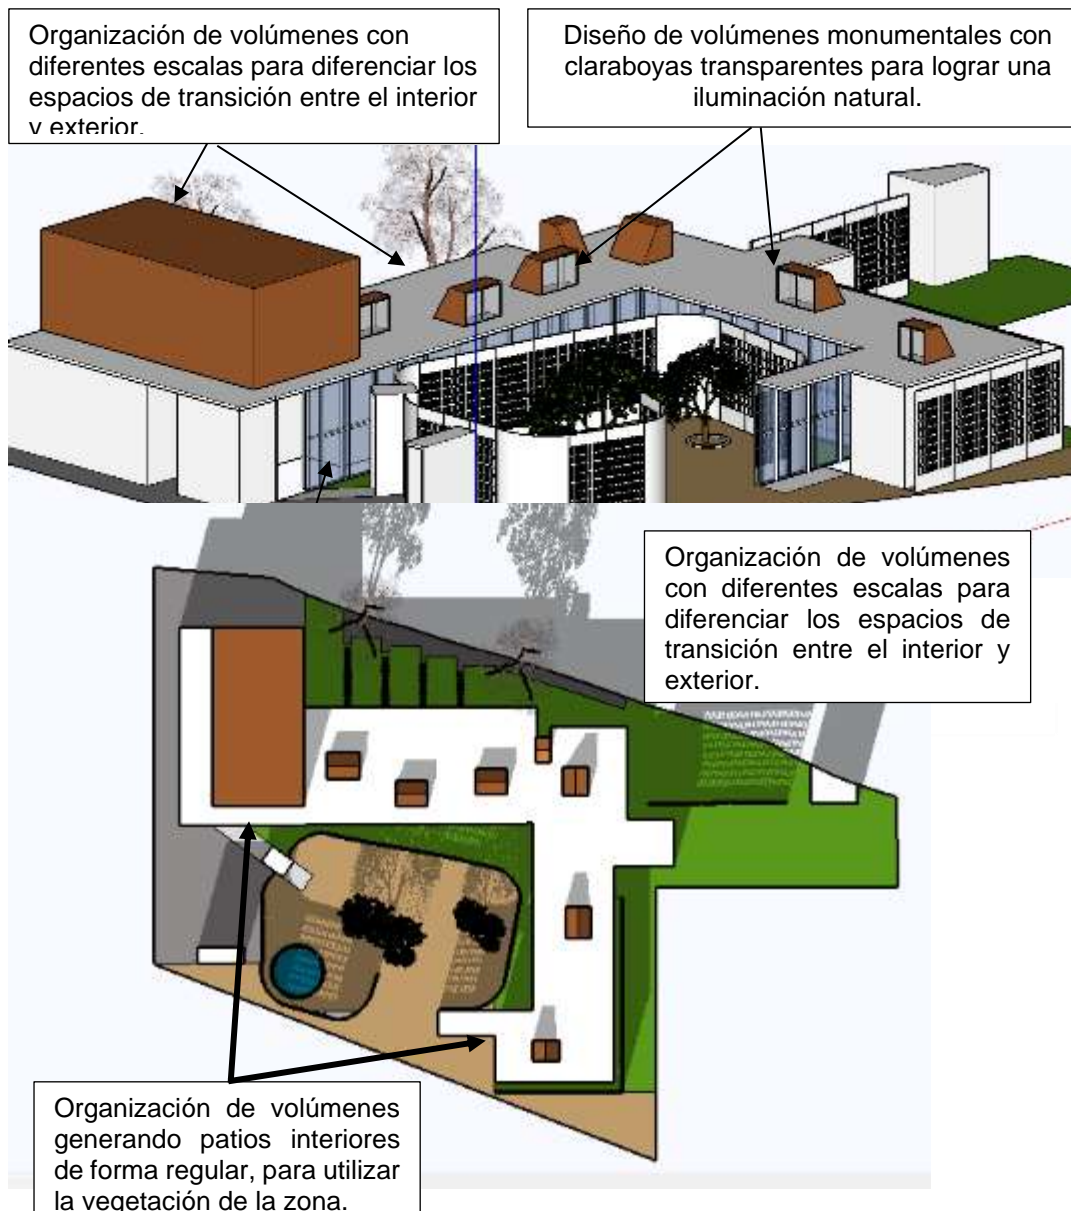 Organización de volúmenes con
diferentes escalas para diferenciar los
espacios de transición entre el interior
y exterior.
Diseño de volúmenes monumentales con
claraboyas transparentes para lograr una
iluminación natural.
Organización de volúmenes
con diferentes escalas para
diferenciar los espacios de
transición entre el interior y
exterior.
Organización de volúmenes
generando patios interiores
de forma regular, para utilizar
la vegetación de la zona.